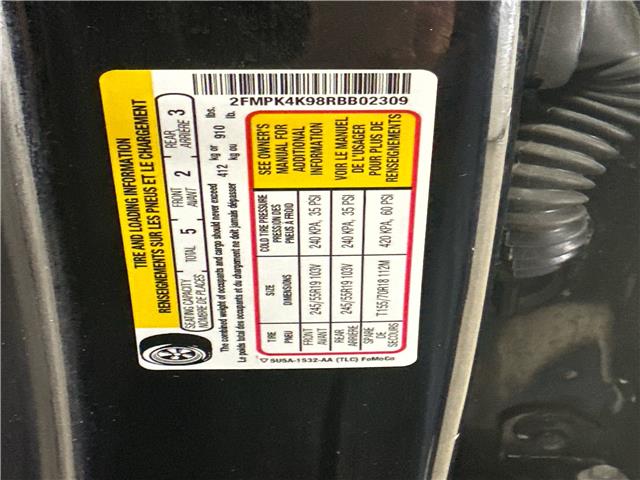 2FMPK4K98RBB02309
TIRE AND LOADING INFORMATION
RENSEIGNEMENTS SUR LES PNEUS ET LE CHARGEMENT
SEATING CAPACITY
NOMBRE DE PLACES
TOTAL 5
FRONT
AVANT 2
REAR
ARRIÈRE 3
The combined weight of occupants and cargo should never exceed
Le poids total des occupants et du chargement ne doit jamais dépasser
412 kg or
kg ou
910 lbs.
lb.
TIRE
PNEU
SIZE
DIMENSIONS
COLD TIRE PRESSURE
PRESSION DES
PNEUS A FROID
FRONT
AVANT
245/55R19 103V
240 KPA, 35 PSI
REAR
ARRIÈRE
245/55R19 103V
240 KPA, 35 PSI
SPARE
DE
SECOURS
T155/70R18 112M
420 KPA, 60 PSI
SEE OWNER'S
MANUAL FOR
ADDITIONAL
INFORMATION
VOIR LE MANUEL
DE L'USAGER
POUR PLUS DE
RENSEIGNEMENTS
5USA-1532-AA (TLC) FoMoCo